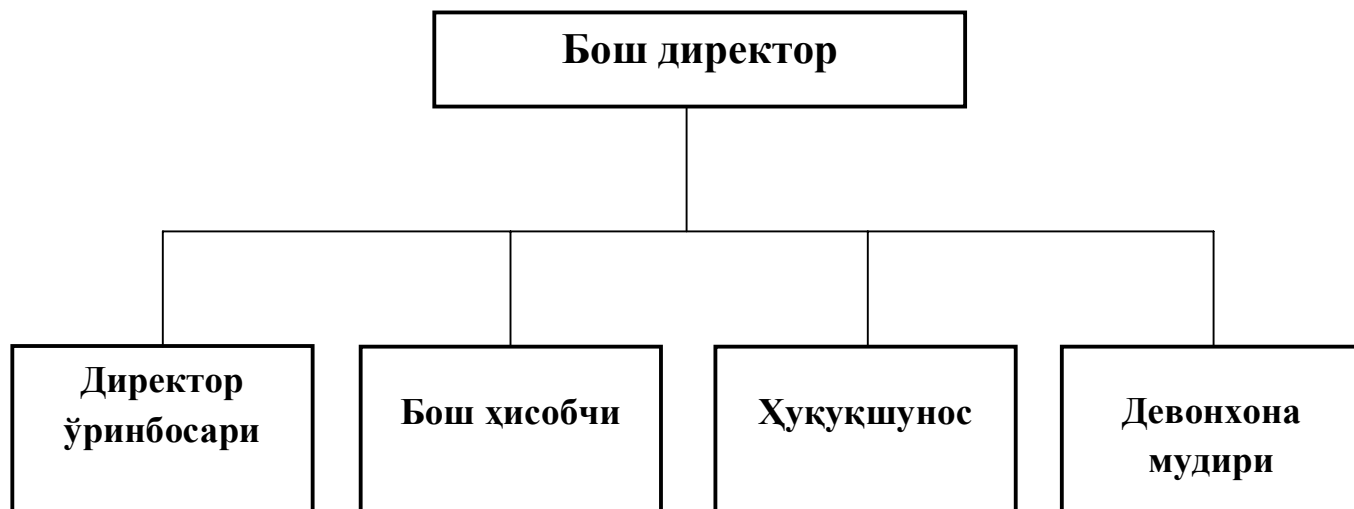 Бош директор
Директор
ўринбосари
Бош ҳисобчи
Ҳуқуқшунос
Девонхона
мудири